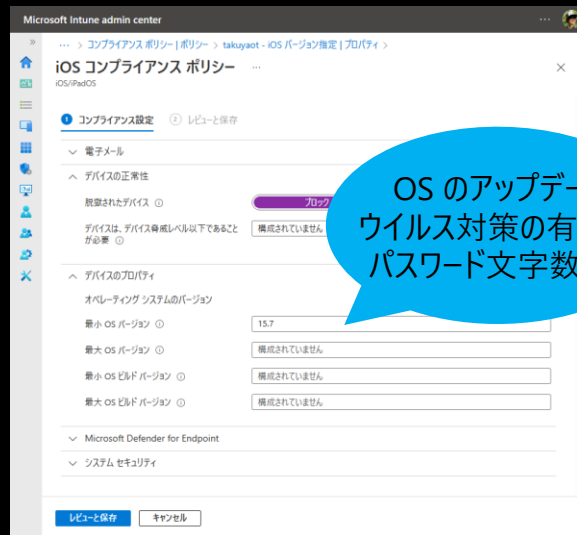 Microsoft Intune admin center
··· > コンプライアンス ポリシー | ポリシー > takuyaot - iOS バージョン指定 | プロパティ >
iOS コンプライアンス ポリシー ···
iOS/iPadOS
1 コンプライアンス設定 2 レビューと保存
電子メール
デバイスの正常性
脱獄されたデバイス
ブロック
デバイスは、デバイス脅威レベル以下であること
が必要
構成されていません
デバイスのプロパティ
オペレーティング システムのバージョン
最小 OS バージョン 15.7
最大 OS バージョン 構成されていません
最小 OS ビルド バージョン 構成されていません
最大 OS ビルド バージョン 構成されていません
Microsoft Defender for Endpoint
システム セキュリティ
レビューと保存 キャンセル
OS のアップデー
ウイルス対策の有
パスワード文字数